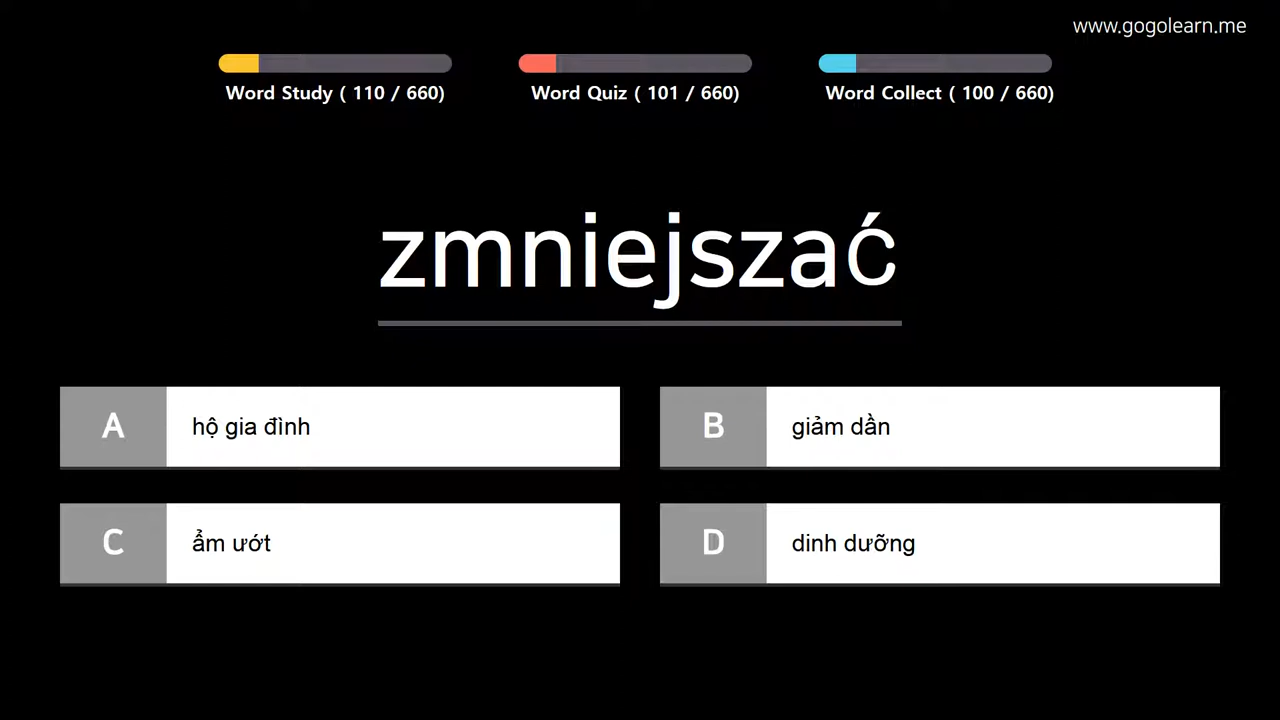 www.gogolearn.me
Word Study ( 110 / 660)
Word Quiz ( 101 / 660)
Word Collect ( 100 / 660)
zmniejszać
A hộ gia đình
B giảm dần
C ẩm ướt
D dinh dưỡng